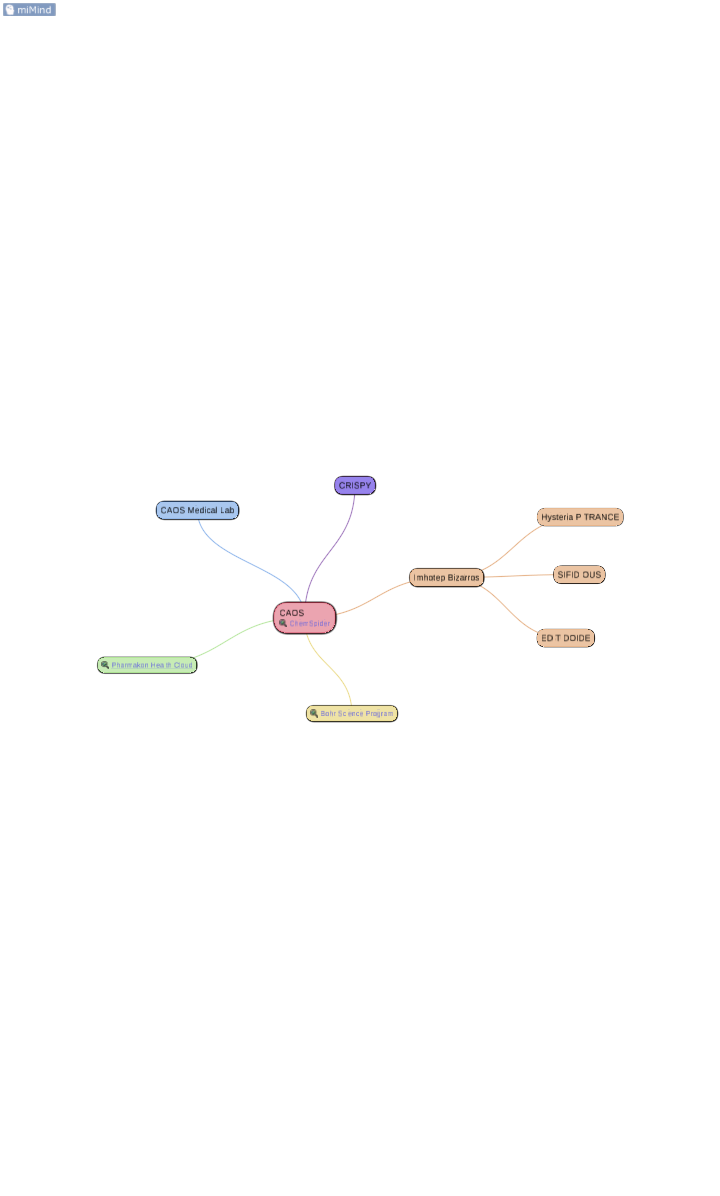 miMind
CRISPY
CAOS Medical Lab
Hysteria P TRANCE
Imhotep Bizarros
SIFID DUS
CAOS
ChemSpider
ED T DOIDE
Pharmakon Health Cloud
Bohr Science Program